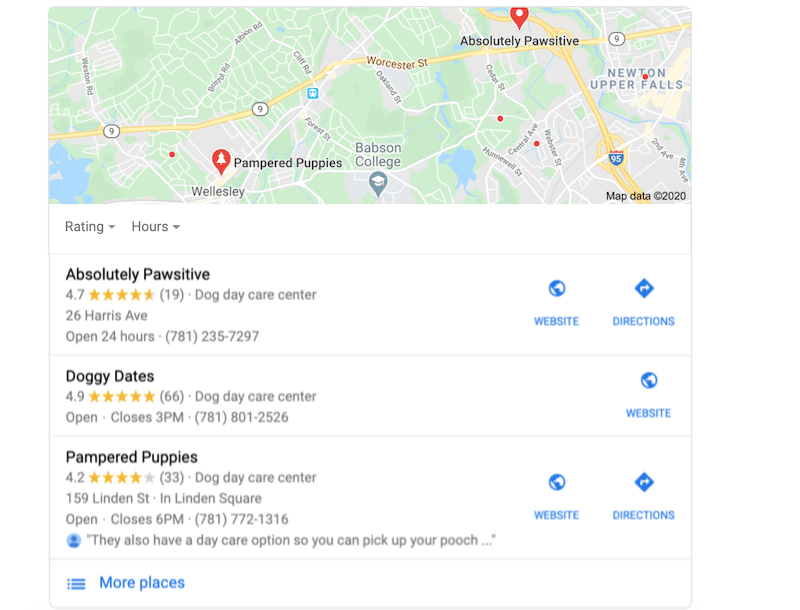 Absolutely Pawsitive
9
Albion Rd
Weston Rd
Cliff Rd
Worcester St
Bristol Rd
Oakland St
Cedar St
NEWTON
UPPER FALLS
9
9
Forest St
Central Ave
Webster St
2nd Ave
4th Ave
Babson
College
Hunnewell St
95
Pampered Puppies
Wellesley
Map data ©2020
Rating
Hours
Absolutely Pawsitive
4.7 (19) · Dog day care center
26 Harris Ave
Open 24 hours · (781) 235-7297
WEBSITE
DIRECTIONS
Doggy Dates
4.9 (66) · Dog day care center
Open · Closes 3PM · (781) 801-2526
WEBSITE
Pampered Puppies
4.2 (33) · Dog day care center
159 Linden St · In Linden Square
Open · Closes 6PM · (781) 772-1316
"They also have a day care option so you can pick up your pooch ..."
WEBSITE
DIRECTIONS
More places